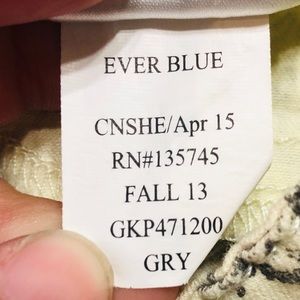 EVER BLUE
CNSHE/Apr 15
RN#135745
FALL 13
GKP471200
GRY